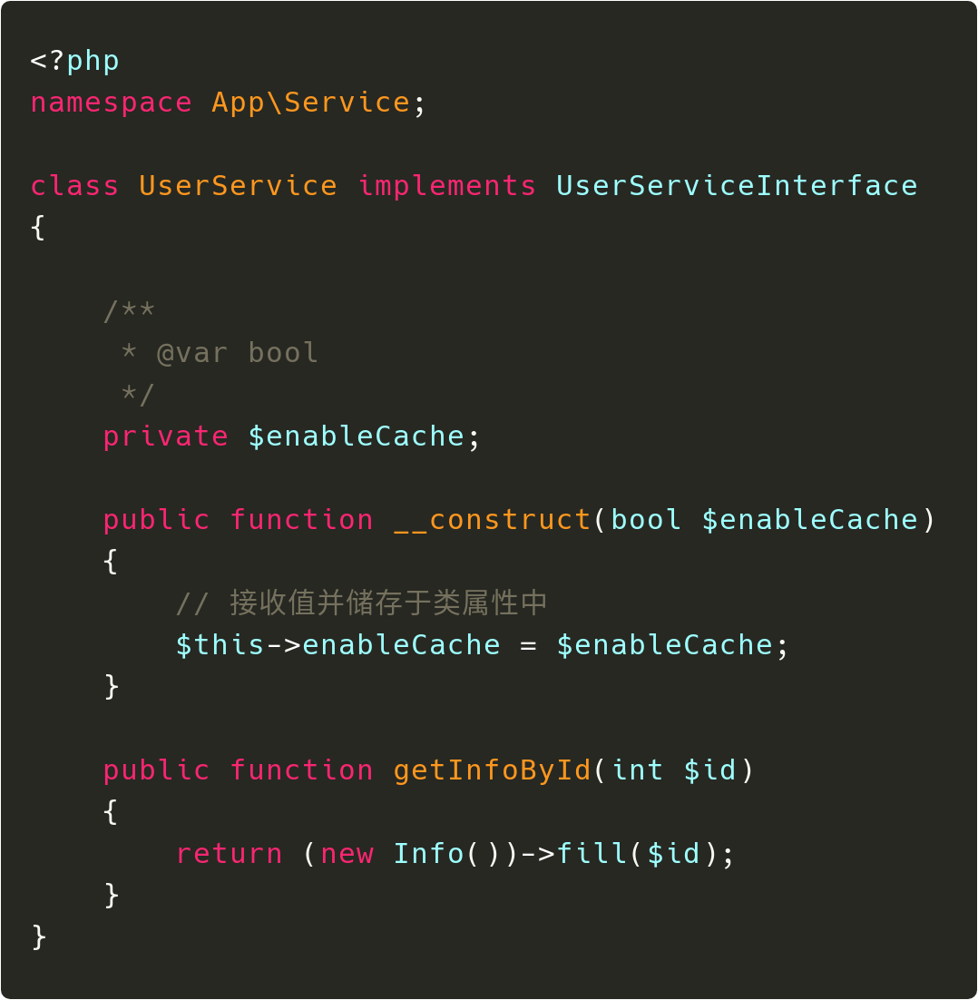 <?php
namespace App\Service;

class UserService implements UserServiceInterface
{

    /**
     * @var bool
     */
    private $enableCache;

    public function __construct(bool $enableCache)
    {
        // 接收值并储存于类属性中
        $this->enableCache = $enableCache;
    }

    public function getInfoById(int $id)
    {
        return (new Info())->fill($id);
    }
}